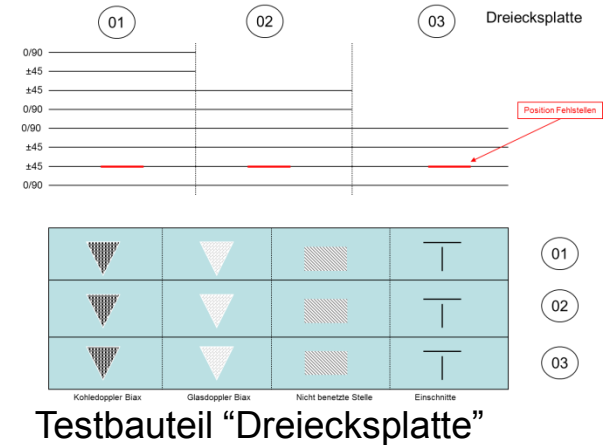 01
02
03
Dreiecksplatte
0/90
±45
±45
0/90
0/90
±45
±45
0/90
Position Fehlstellen
01
02
03
Kohledoppler Biax
Glasdoppler Biax
Nicht benetzte Stelle
Einschnitte
Testbauteil “Dreiecksplatte”